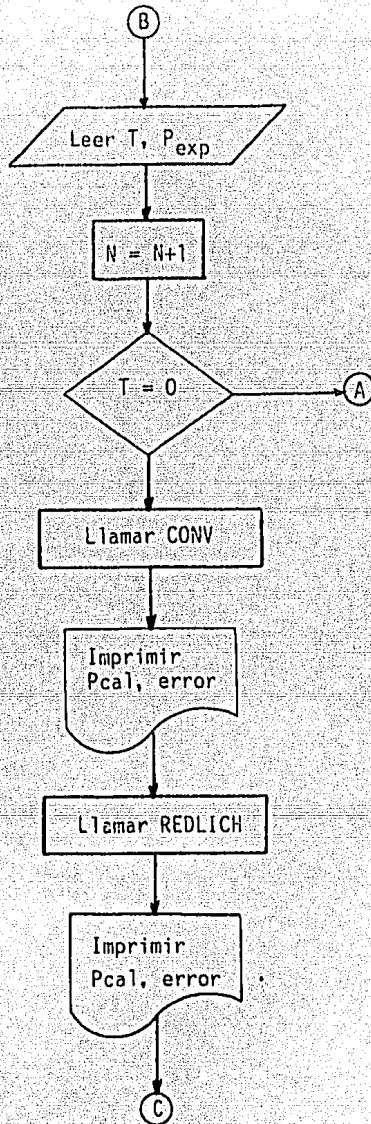 B
Leer T, Pexp
N = N+1
T = 0
A
Llamar CONV
Imprimir
Pcal, error
Llamar REDLICH
Imprimir
Pcal, error .
C